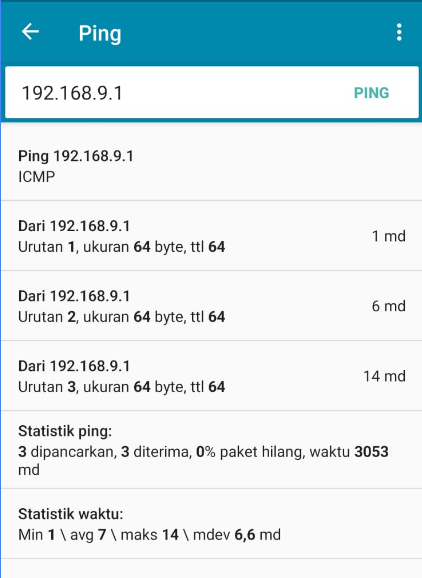 Ping
192.168.9.1
PING
Ping 192.168.9.1
ICMP
Dari 192.168.9.1
Urutan 1, ukuran 64 byte, ttl 64
1 md
Dari 192.168.9.1
Urutan 2, ukuran 64 byte, ttl 64
6 md
Dari 192.168.9.1
Urutan 3, ukuran 64 byte, ttl 64
14 md
Statistik ping:
3 dipancarkan, 3 diterima, 0% paket hilang, waktu 3053
md
Statistik waktu:
Min 1 \ avg 7 \ maks 14 \ mdev 6,6 md